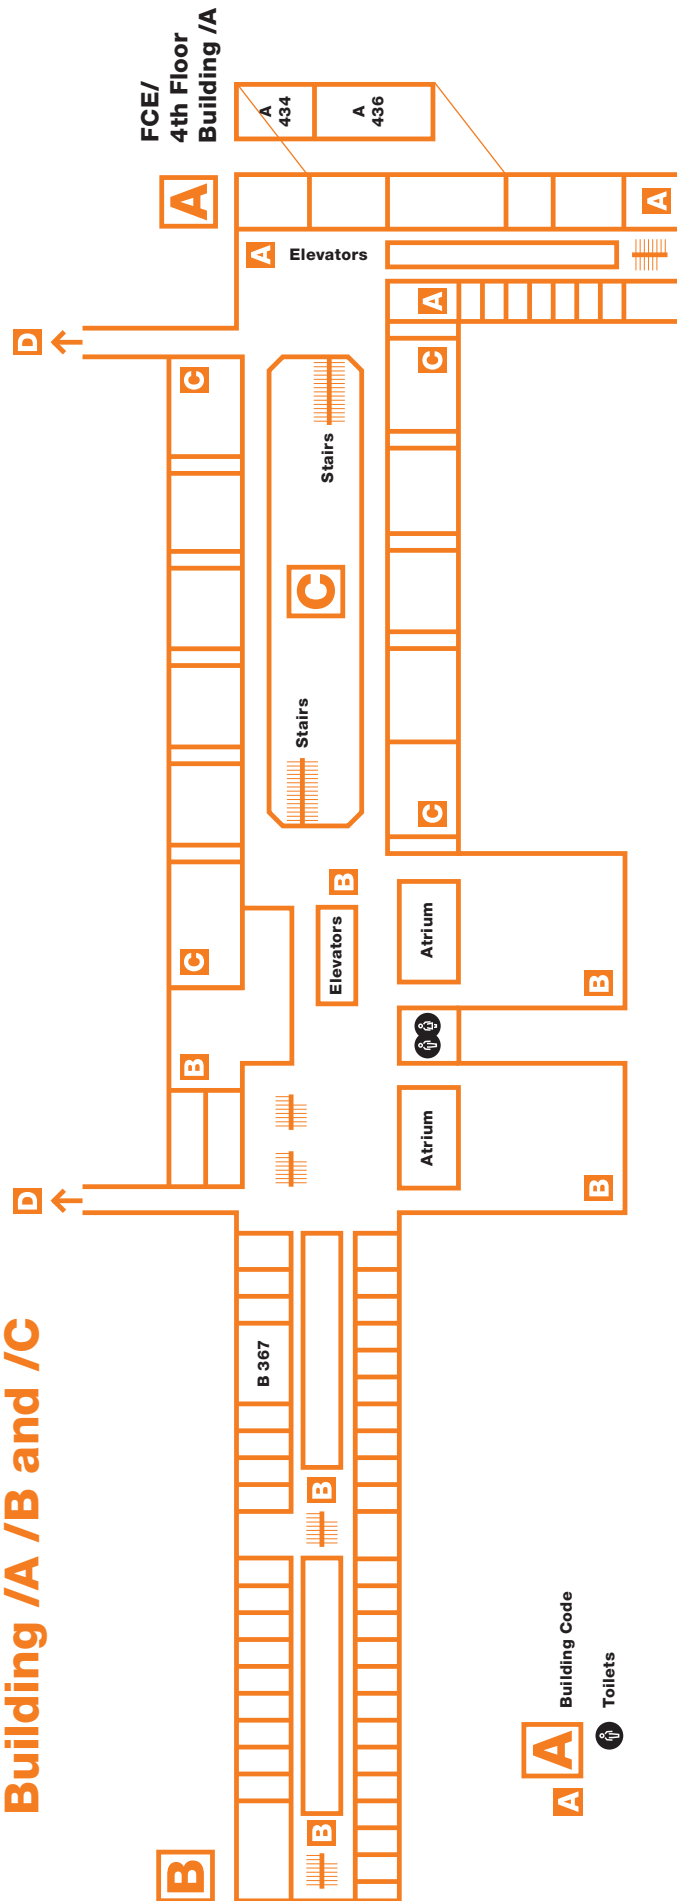 Building /A /B and /C
FCE/
4th Floor
Building /A
A
434
A
436
A
A
A
Elevators
A
D
C
C
Stairs
C
Stairs
C
C
B
Elevators
Atrium
B
B
D
Atrium
B
B 367
B
B
B
A
A
Building Code
Toilets